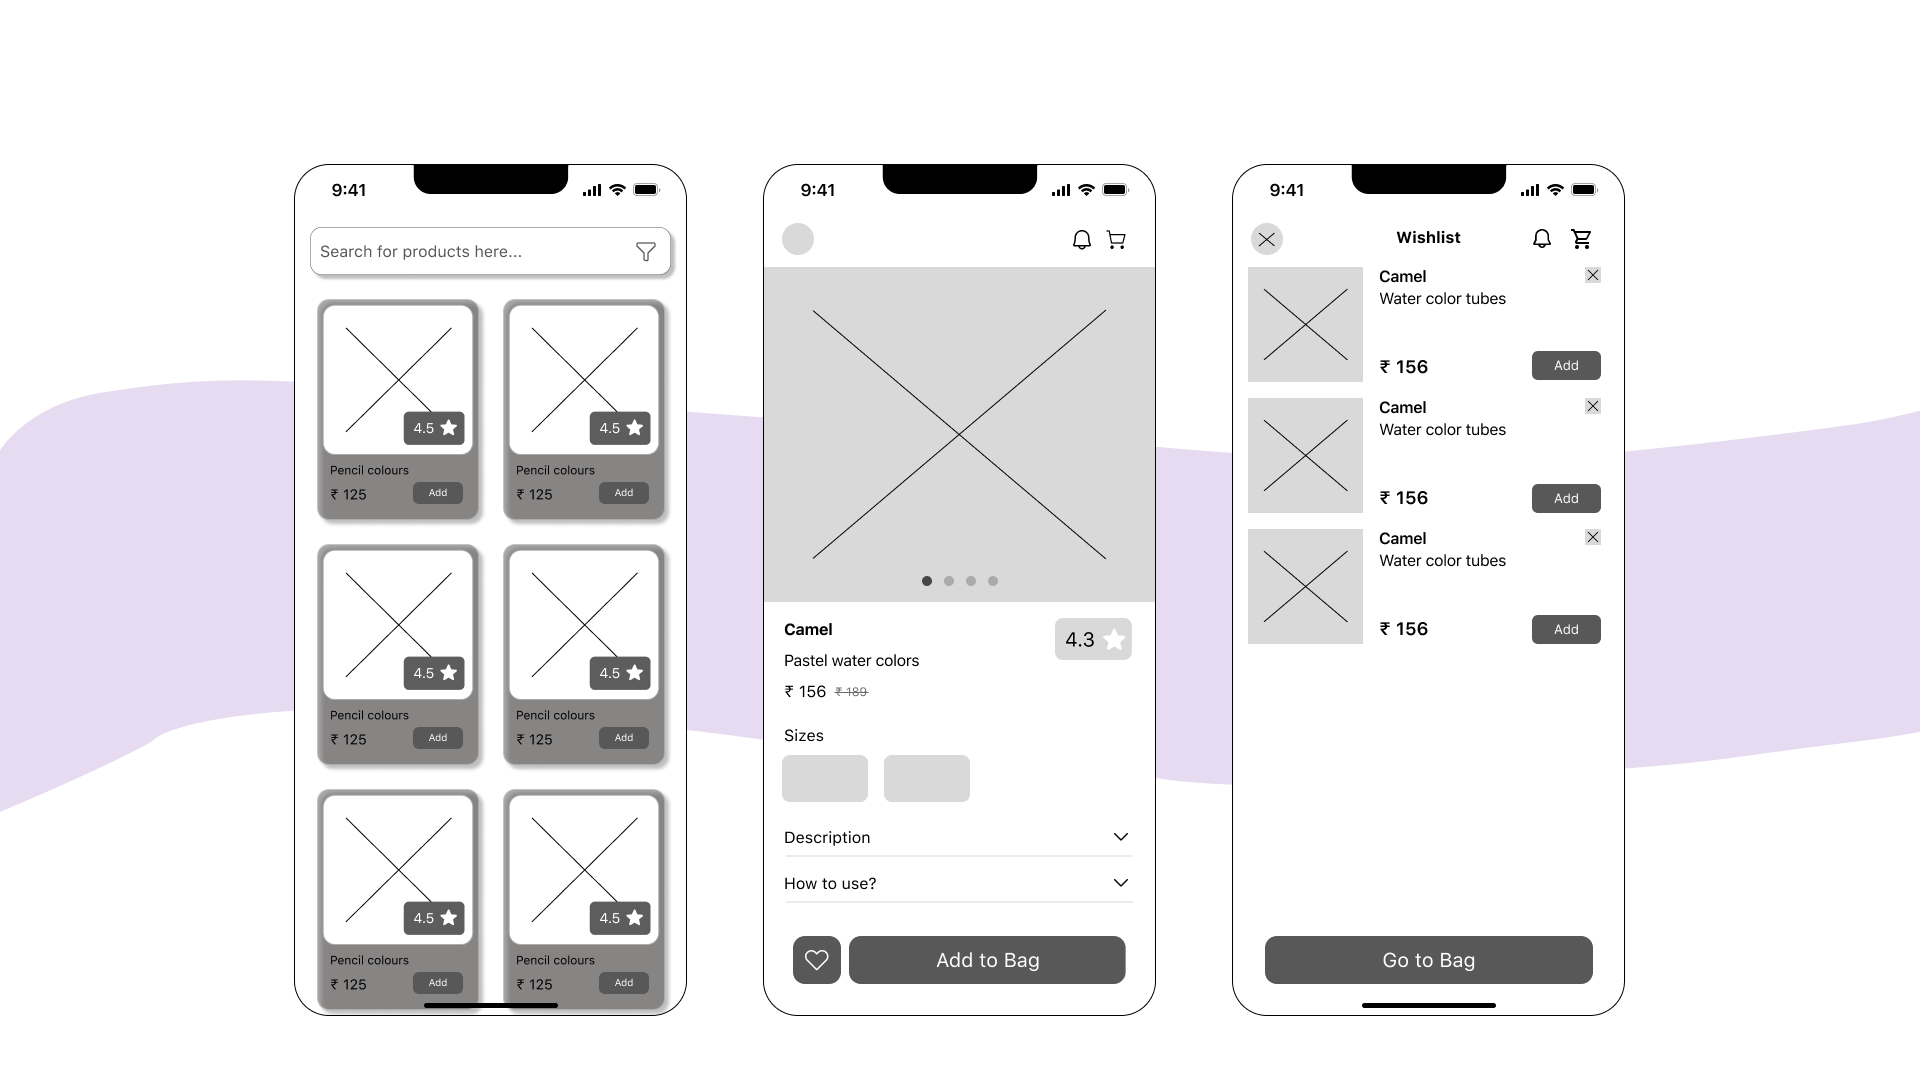 9:41
Search for products here...
4.5
4.5
Pencil colours
₹ 125
Add
Pencil colours
₹ 125
Add
4.5
4.5
Pencil colours
₹ 125
Add
Pencil colours
₹ 125
Add
4.5
4.5
Pencil colours
₹ 125
Add
Pencil colours
₹ 125
Add
9:41
Camel
4.3
Pastel water colors
₹ 156 ₹ 189
Sizes
Description
How to use?
Add to Bag
9:41
Wishlist
Camel
Water color tubes
₹ 156
Add
Camel
Water color tubes
₹ 156
Add
Camel
Water color tubes
₹ 156
Add
Go to Bag